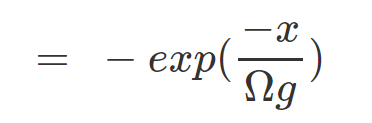 = − exp(−x/Ωg)